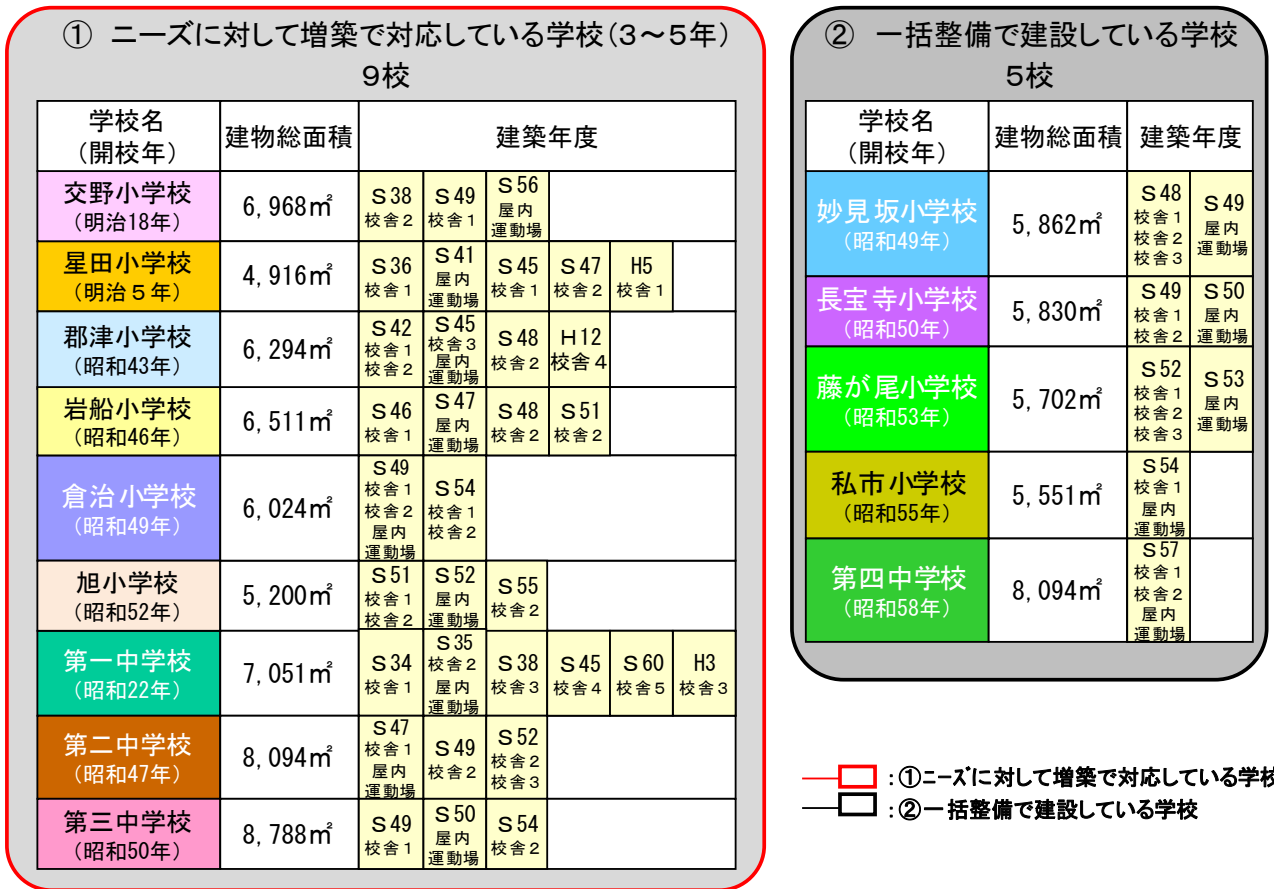 ① ニーズに対して増築で対応している学校(３～５年)
９校
学校名
(開校年)
建物総面積
建築年度
交野小学校
(明治18年)
6,968㎡
Ｓ38
校舎２
Ｓ49
校舎１
Ｓ56
屋内
運動場
星田小学校
(明治５年)
4,916㎡
Ｓ36
校舎１
Ｓ41
屋内
運動場
Ｓ45
校舎１
Ｓ47
校舎２
H5
校舎１
郡津小学校
(昭和43年)
6,294㎡
Ｓ42
校舎１
校舎２
Ｓ45
校舎３
屋内
運動場
Ｓ48
校舎２
Ｈ12
校舎４
岩船小学校
(昭和46年)
6,511㎡
Ｓ46
校舎１
Ｓ47
屋内
運動場
Ｓ48
校舎２
Ｓ51
校舎２
倉治小学校
(昭和49年)
6,024㎡
Ｓ49
校舎１
校舎２
屋内
運動場
Ｓ54
校舎１
校舎２
旭小学校
(昭和52年)
5,200㎡
Ｓ51
校舎１
校舎２
Ｓ52
屋内
運動場
Ｓ55
校舎２
第一中学校
(昭和22年)
7,051㎡
Ｓ34
校舎１
Ｓ35
校舎２
屋内
運動場
Ｓ38
校舎３
Ｓ45
校舎４
Ｓ60
校舎５
H3
校舎３
第二中学校
(昭和47年)
8,094㎡
Ｓ47
校舎１
屋内
運動場
Ｓ49
校舎２
Ｓ52
校舎２
校舎３
第三中学校
(昭和50年)
8,788㎡
Ｓ49
校舎１
Ｓ50
屋内
運動場
Ｓ54
校舎２
② 一括整備で建設している学校
５校
学校名
(開校年)
建物総面積
建築年度
妙見坂小学校
(昭和49年)
5,862㎡
Ｓ48
校舎１
校舎２
校舎３
Ｓ49
屋内
運動場
長宝寺小学校
(昭和50年)
5,830㎡
Ｓ49
校舎１
校舎２
Ｓ50
屋内
運動場
藤が尾小学校
(昭和53年)
5,702㎡
Ｓ52
校舎１
校舎２
校舎３
Ｓ53
屋内
運動場
私市小学校
(昭和55年)
5,551㎡
Ｓ54
校舎１
屋内
運動場
第四中学校
(昭和58年)
8,094㎡
Ｓ57
校舎１
校舎２
屋内
運動場
：①ニーズに対して増築で対応している学校
：②一括整備で建設している学校